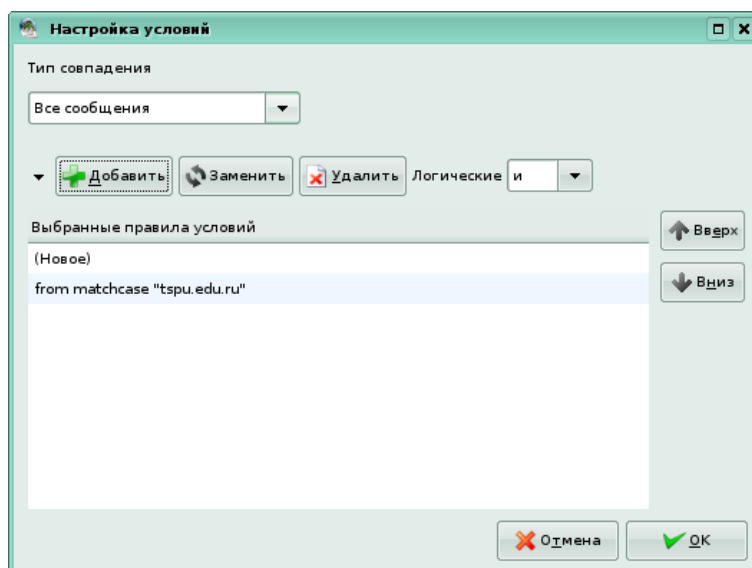 Настройка условий
Тип совпадения
Все сообщения
Добавить Заменить Удалить Логические и
Выбранные правила условий
Вверх
(Новое)
from matchcase "tspu.edu.ru"
Вниз
Отмена OK